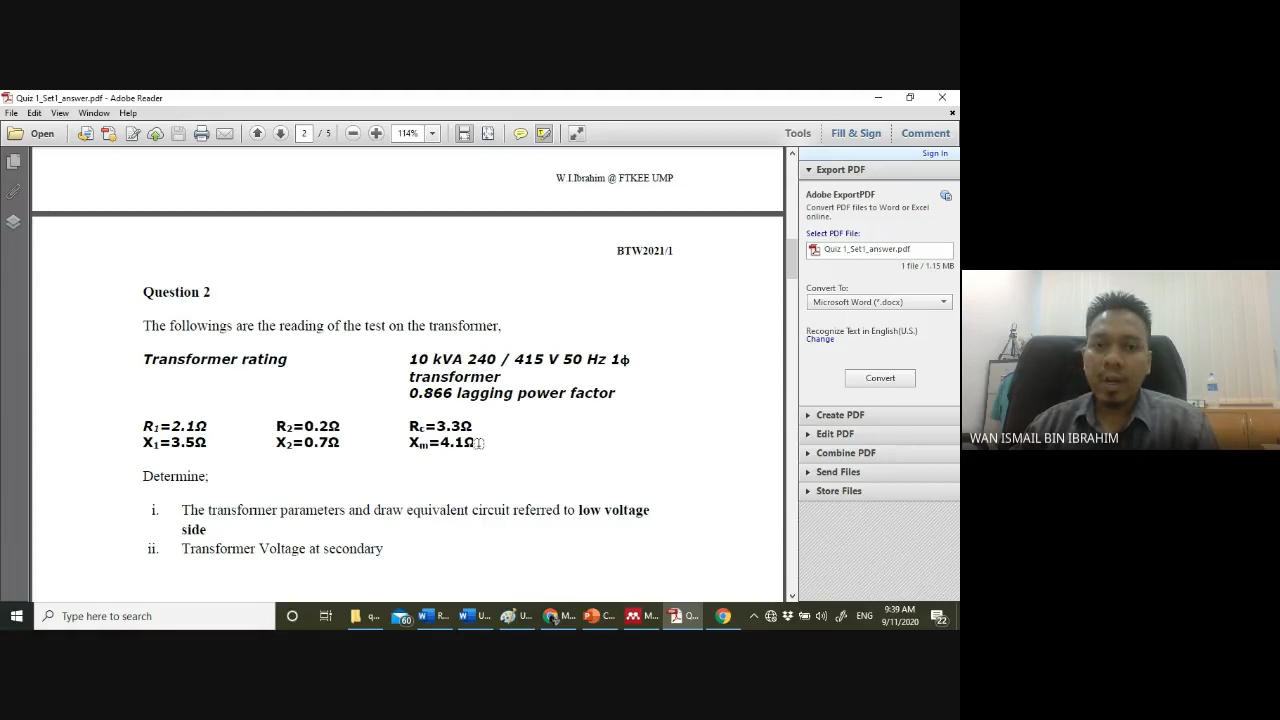 Quiz 1_Set1_answer.pdf - Adobe Reader
File Edit View Window Help
Open 2 / 5 114% Tools Fill & Sign Comment
Sign In
Export PDF
Adobe ExportPDF
Convert PDF files to Word or Excel
online.
Select PDF File:
Quiz 1_Set1_answer.pdf
1 file / 1.15 MB
Convert To:
Microsoft Word (*.docx)
Recognize Text in English(U.S.)
Change
Convert
Create PDF
Edit PDF
Combine PDF
Send Files
Store Files
W.I.Ibrahim @ FTKEE UMP
BTW2021/1
Question 2
The followings are the reading of the test on the transformer,
Transformer rating 10 kVA 240 / 415 V 50 Hz 1ϕ
transformer
0.866 lagging power factor
R₁=2.1Ω R₂=0.2Ω Rc=3.3Ω
X₁=3.5Ω X₂=0.7Ω Xm=4.1Ω
Determine;
i. The transformer parameters and draw equivalent circuit referred to low voltage
side
ii. Transformer Voltage at secondary
WAN ISMAIL BIN IBRAHIM
Type here to search q... 60 R... U... U... M... C... M... Q... ENG 9:39 AM
9/11/2020 22